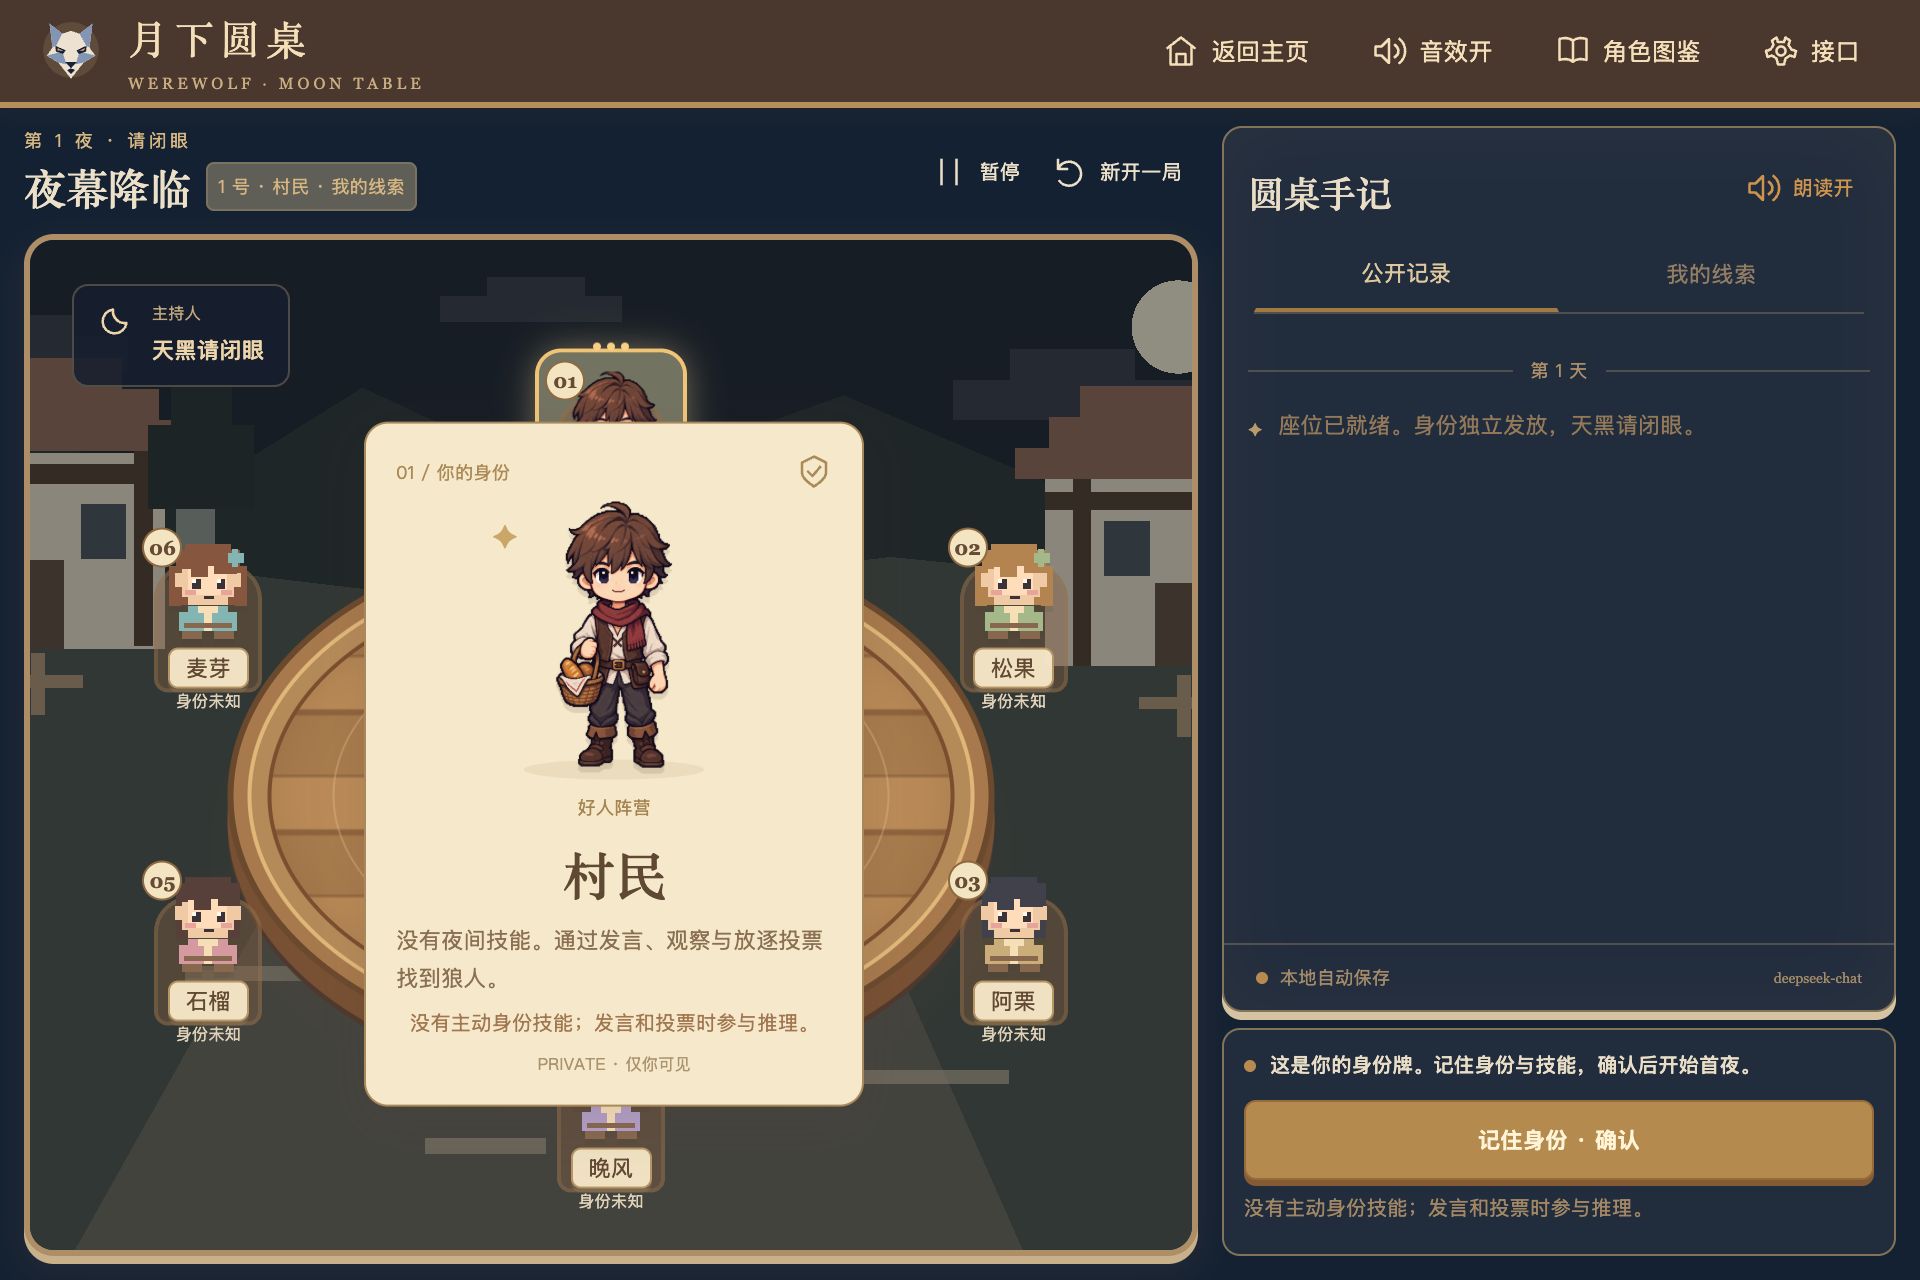 月下圆桌
WEREWOLF · MOON TABLE
返回主页
音效开
角色图鉴
接口
第 1 夜 · 请闭眼
夜幕降临
1 号 · 村民 · 我的线索
暂停
新开一局
主持人
天黑请闭眼
01
01 / 你的身份
好人阵营
村民
没有夜间技能。通过发言、观察与放逐投票
找到狼人。
没有主动身份技能；发言和投票时参与推理。
PRIVATE · 仅你可见
06
麦芽
身份未知
02
松果
身份未知
05
石榴
身份未知
03
阿栗
身份未知
晚风
身份未知
圆桌手记
朗读开
公开记录
我的线索
第 1 天
座位已就绪。身份独立发放，天黑请闭眼。
本地自动保存
deepseek-chat
这是你的身份牌。记住身份与技能，确认后开始首夜。
记住身份 · 确认
没有主动身份技能；发言和投票时参与推理。